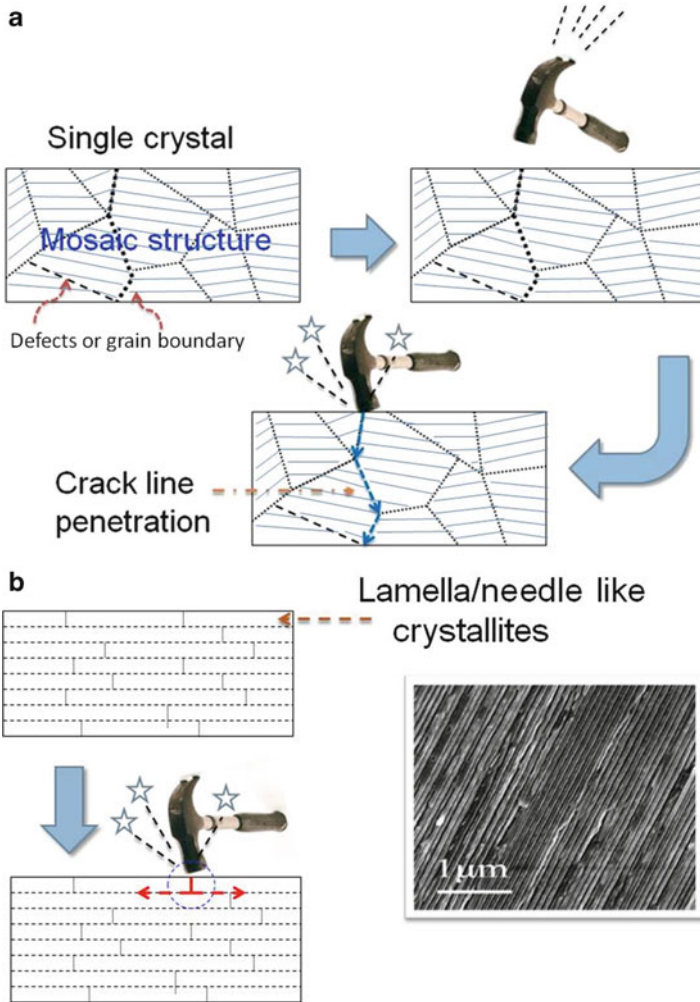 a
Single crystal
Mosaic structure
Defects or grain boundary
Crack line
penetration
b
Lamella/needle like
crystallites
1 μm